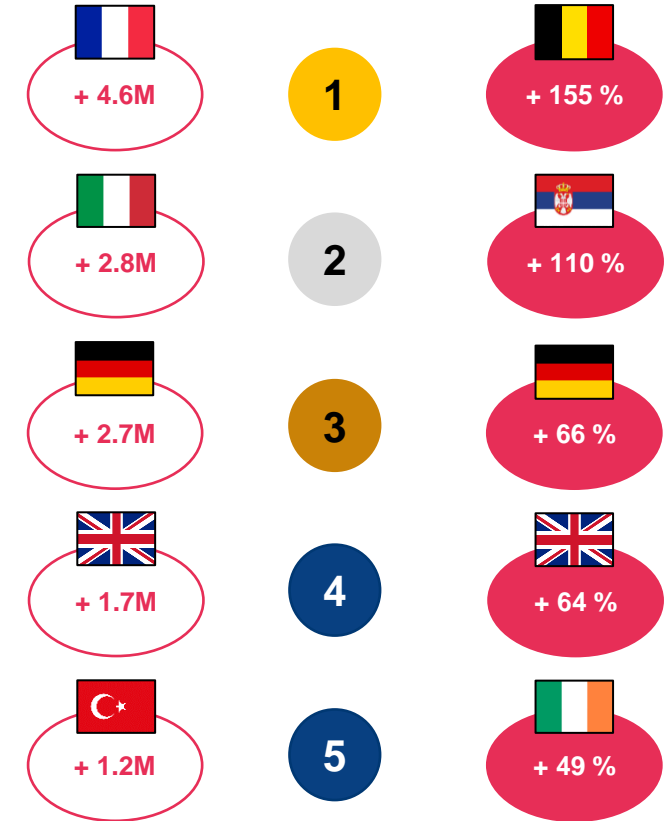 + 4.6M
1
+ 155 %
+ 2.8M
2
+ 110 %
+ 2.7M
3
+ 66 %
+ 1.7M
4
+ 64 %
+ 1.2M
5
+ 49 %